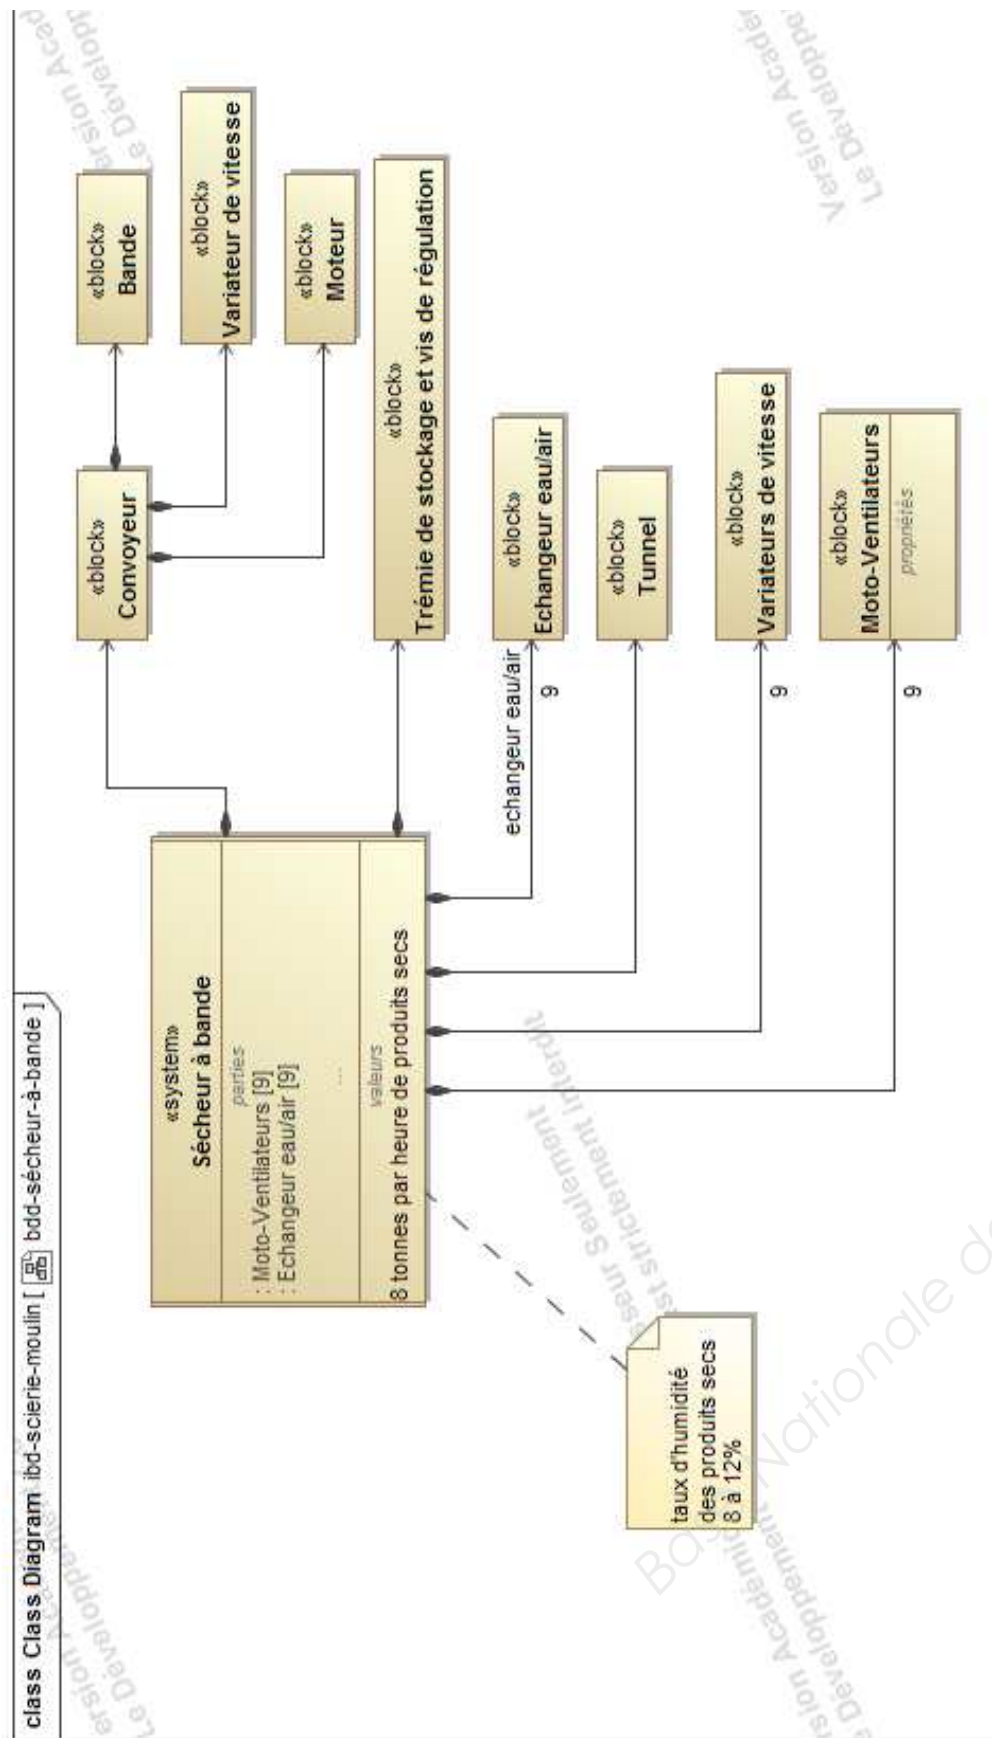 class Class Diagram ibd-scierie-moulin [ bdd-sécheur-à-bande ]
«system»
Sécheur à bande
parties
: Moto-Ventilateurs [9]
: Echangeur eau/air [9]
...
valeurs
8 tonnes par heure de produits secs
taux d'humidité
des produits secs
8 à 12%
«block»
Convoyeur
«block»
Bande
«block»
Variateur de vitesse
«block»
Moteur
«block»
Trémie de stockage et vis de régulation
echangeur eau/air
9
«block»
Echangeur eau/air
«block»
Tunnel
9
«block»
Variateurs de vitesse
9
«block»
Moto-Ventilateurs
propriétés
Nationale de